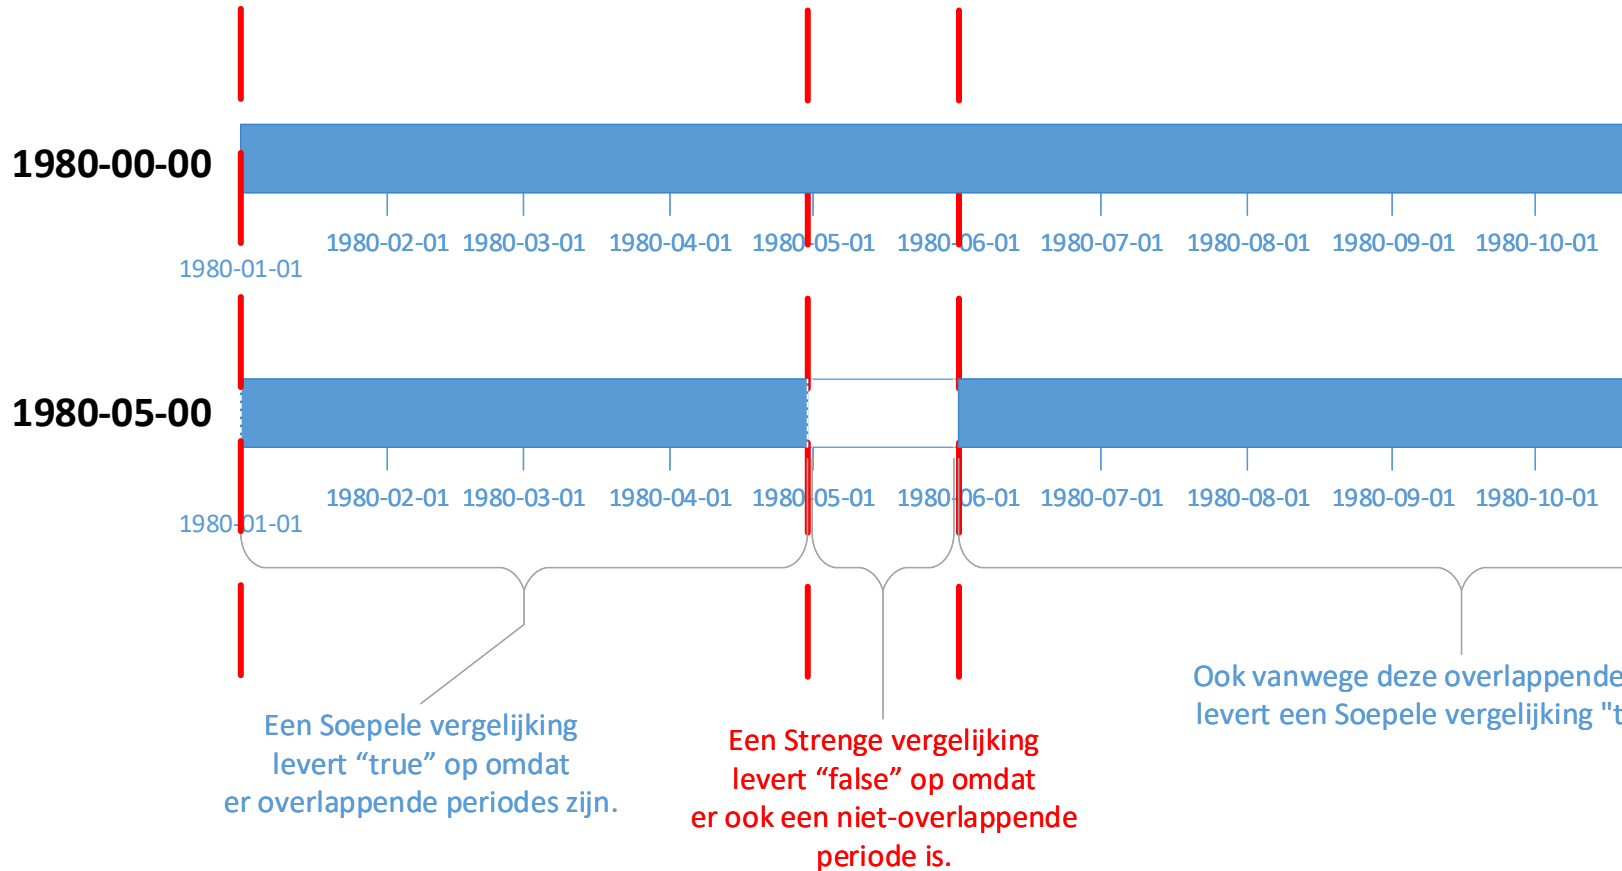 1980-00-00
1980-02-01 1980-03-01 1980-04-01 1980-05-01 1980-06-01 1980-07-01 1980-08-01 1980-09-01 1980-10-01
1980-01-01
1980-05-00
1980-02-01 1980-03-01 1980-04-01 1980-05-01 1980-06-01 1980-07-01 1980-08-01 1980-09-01 1980-10-01
1980-01-01
Een Soepele vergelijking
levert “true” op omdat
er overlappende periodes zijn.
Een Strenge vergelijking
levert “false” op omdat
er ook een niet-overlappende
periode is.
Ook vanwege deze overlappende
levert een Soepele vergelijking "t